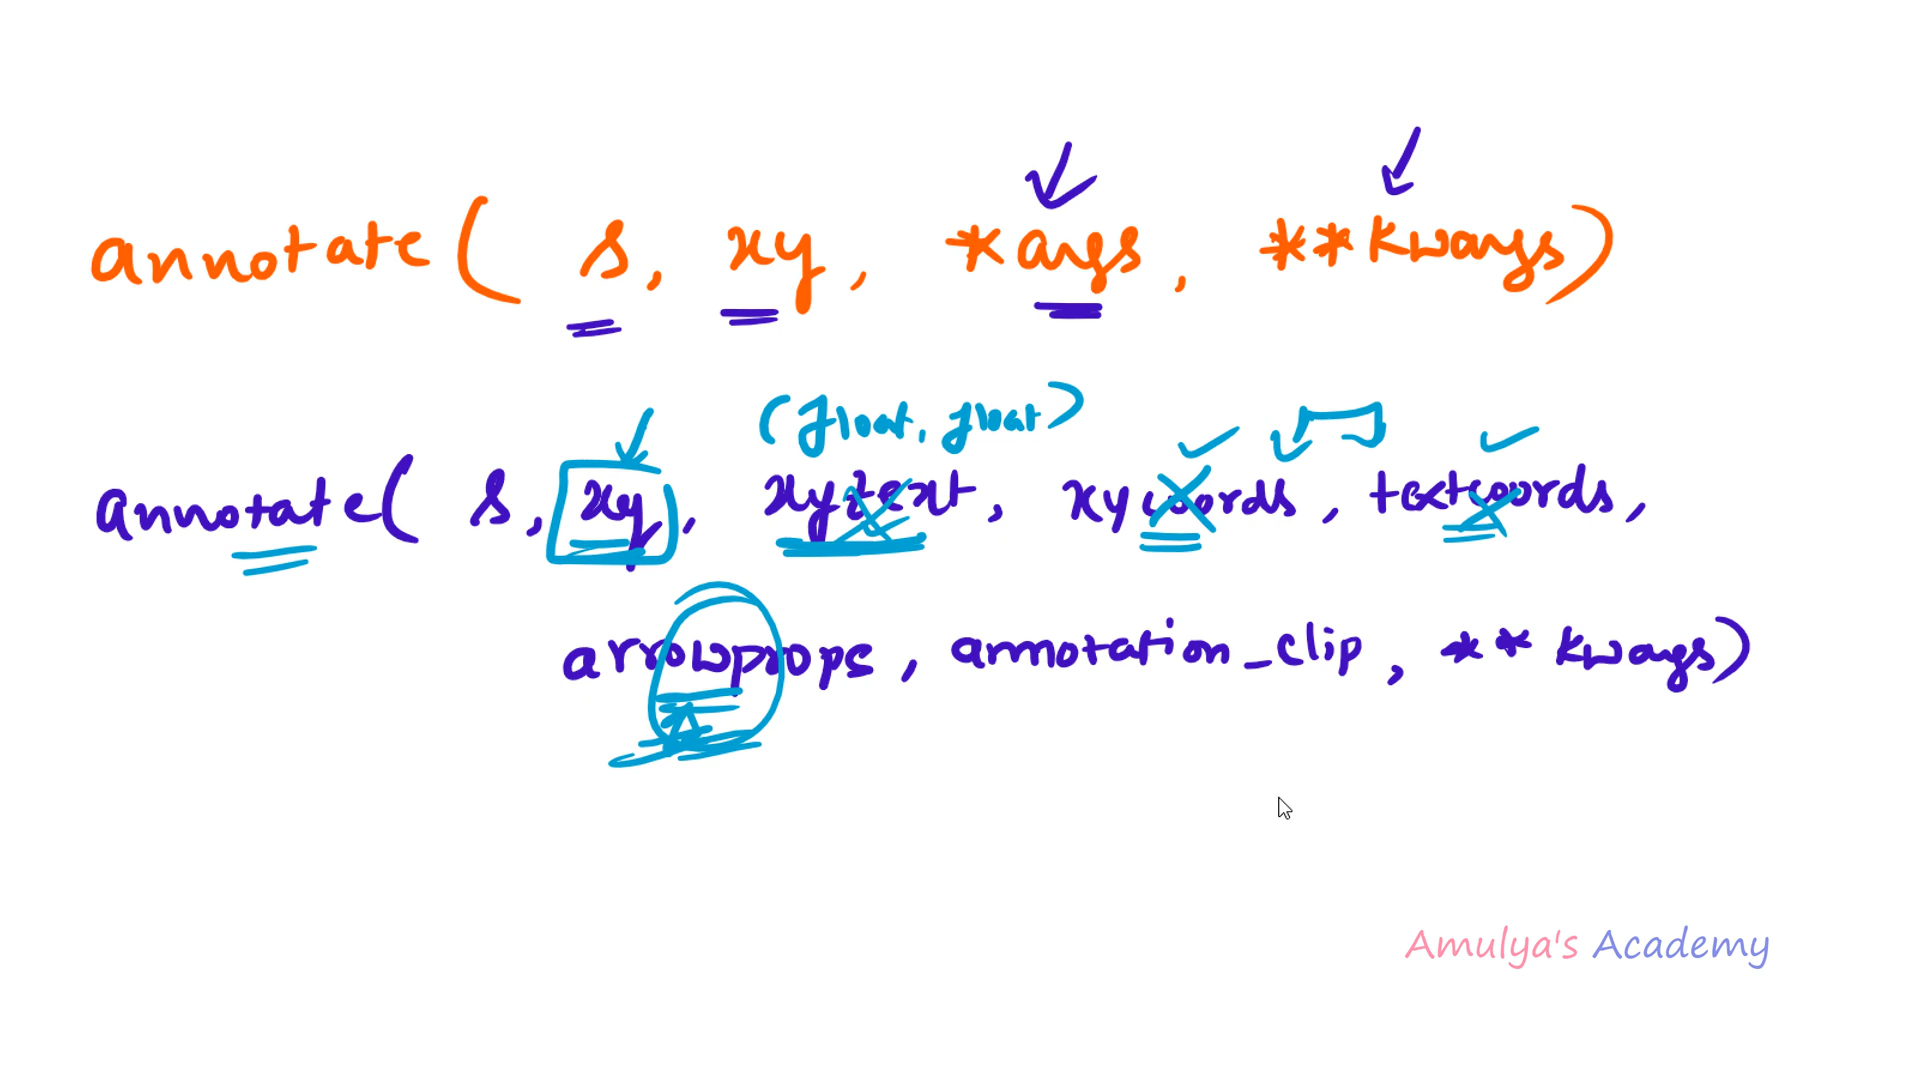 annotate( s, xy, *args, **kwargs)
(float, float)
annotate( s, xy, xytext, xycoords, textcoords,
arrowprops, annotation_clip, ** kwargs)
Amulya's Academy